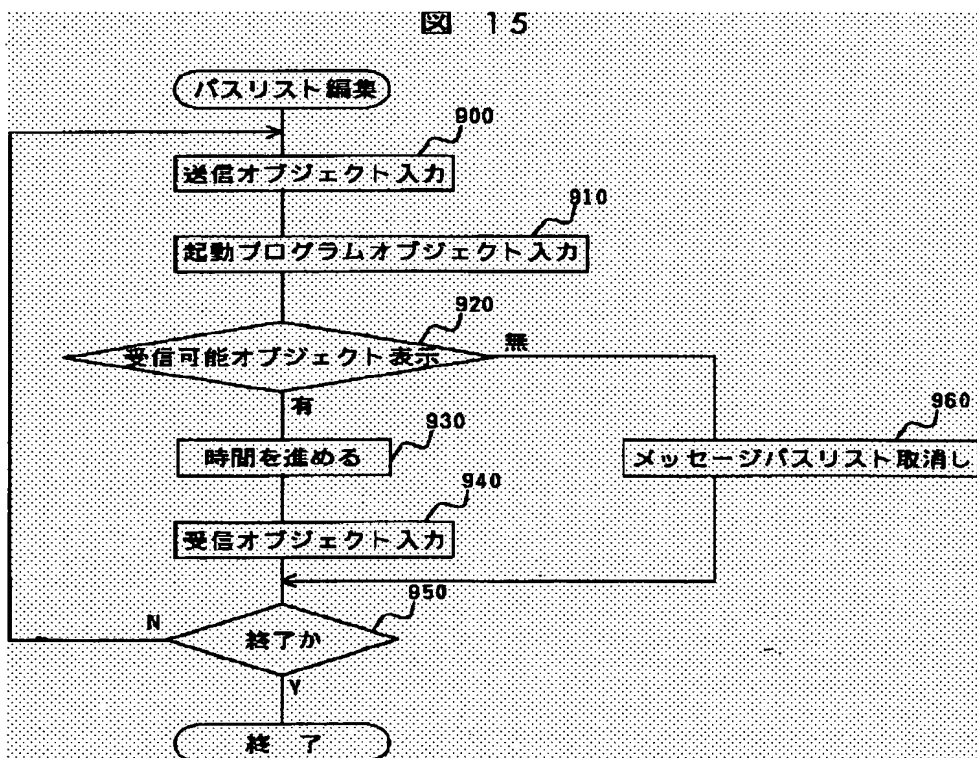 図 15
パスリスト編集
900
送信オブジェクト入力
910
起動プログラムオブジェクト入力
920
受信可能オブジェクト表示
無
有
930
時間を進める
960
メッセージパスリスト取消し
940
受信オブジェクト入力
950
N
終了か
Y
終 了